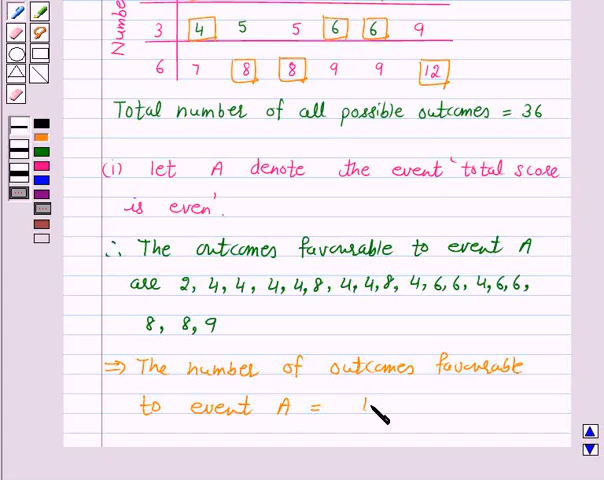 Number
3 4 5 5 6 6 9
6 7 8 8 9 9 12
Total number of all possible outcomes = 36
(i) let A denote the event 'total score
is even'.
∴ The outcomes favourable to event A
are 2, 4, 4, 4, 4, 8, 4, 4, 8, 4, 6, 6, 4, 6, 6,
8, 8, 9
⇒ The number of outcomes favourable
to event A = 1